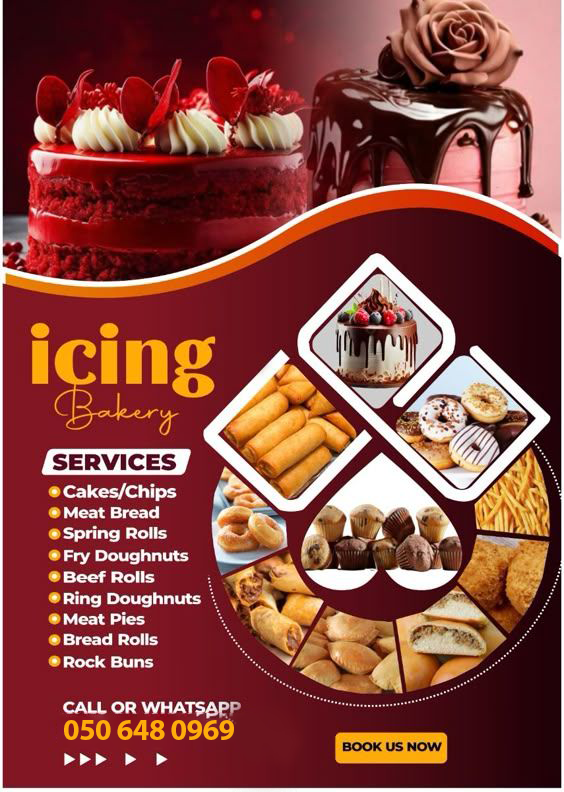 icing
Bakery
SERVICES
Cakes/Chips
Meat Bread
Spring Rolls
Fry Doughnuts
Beef Rolls
Ring Doughnuts
Meat Pies
Bread Rolls
Rock Buns
CALL OR WHATSAPP
050 648 0969
BOOK US NOW